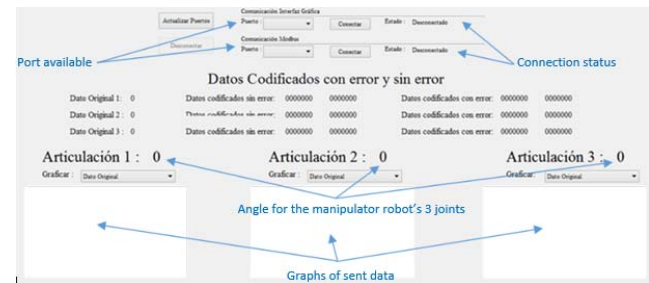 Comunicación Interfaz Gráfica
Actualizar Puertos Puerto : Conectar Estado : Desconectado
Comunicación Modbus
Desconectar Puerto : Conectar Estado : Desconectado
Port available Connection status
Datos Codificados con error y sin error
Dato Original 1: 0 Datos codificados sin error: 0000000 0000000 Datos codificados con error: 0000000 0000000
Dato Original 2 : 0 Datos codificados sin error: 0000000 0000000 Datos codificados con error: 0000000 0000000
Dato Original 3 : 0 Datos codificados sin error: 0000000 0000000 Datos codificados con error: 0000000 0000000
Articulación 1 : 0 Articulación 2 : 0 Articulación 3 : 0
Graficar : Dato Original Graficar : Dato Original Graficar: Dato Original
Angle for the manipulator robot's 3 joints
Graphs of sent data